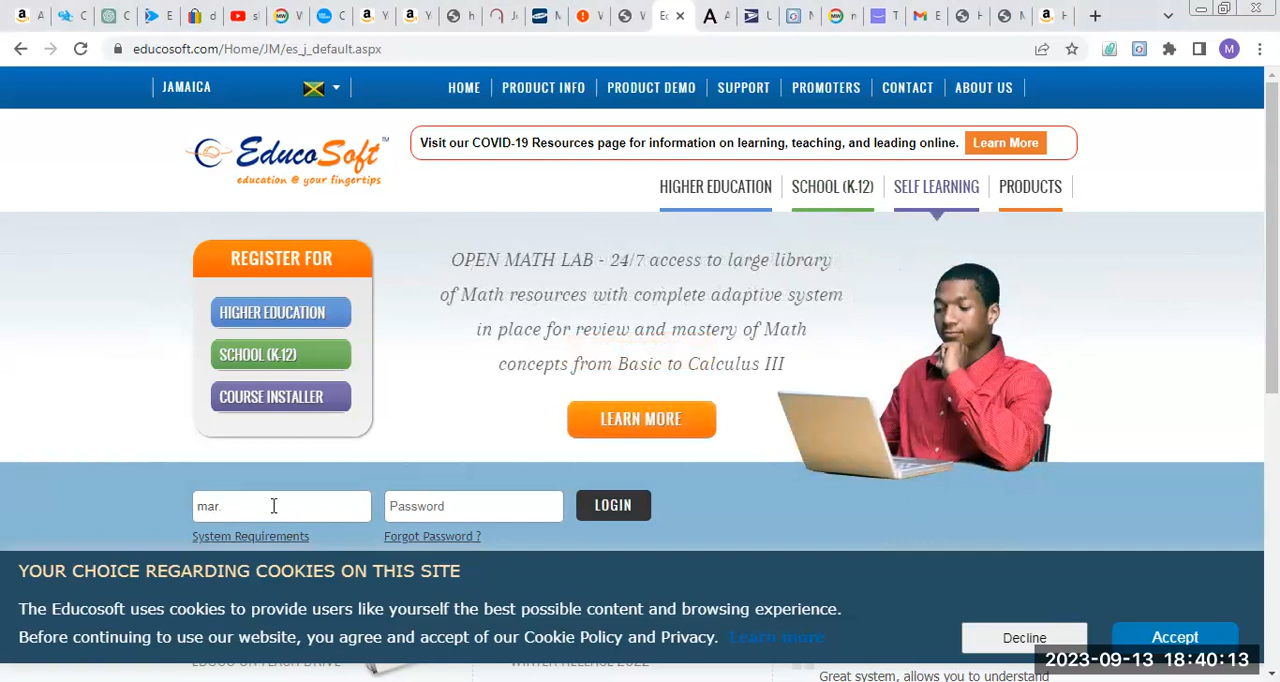 A C C E d s C Y Y h J N V V Ec A U N n T E H M H
educosoft.com/Home/JM/es_j_default.aspx
M
JAMAICA HOME PRODUCT INFO PRODUCT DEMO SUPPORT PROMOTERS CONTACT ABOUT US
EDUCOSOFT™
education @ your fingertips
Visit our COVID-19 Resources page for information on learning, teaching, and leading online. Learn More
HIGHER EDUCATION SCHOOL (K-12) SELF LEARNING PRODUCTS
REGISTER FOR
HIGHER EDUCATION
SCHOOL (K-12)
COURSE INSTALLER
OPEN MATH LAB - 24/7 access to large library
of Math resources with complete adaptive system
in place for review and mastery of Math
concepts from Basic to Calculus III
LEARN MORE
mar. Password LOGIN
System Requirements Forgot Password ?
YOUR CHOICE REGARDING COOKIES ON THIS SITE
The Educosoft uses cookies to provide users like yourself the best possible content and browsing experience.
Before continuing to use our website, you agree and accept of our Cookie Policy and Privacy. Learn more
Decline Accept
2023-09-13 18:40:13
Great system, allows you to understand